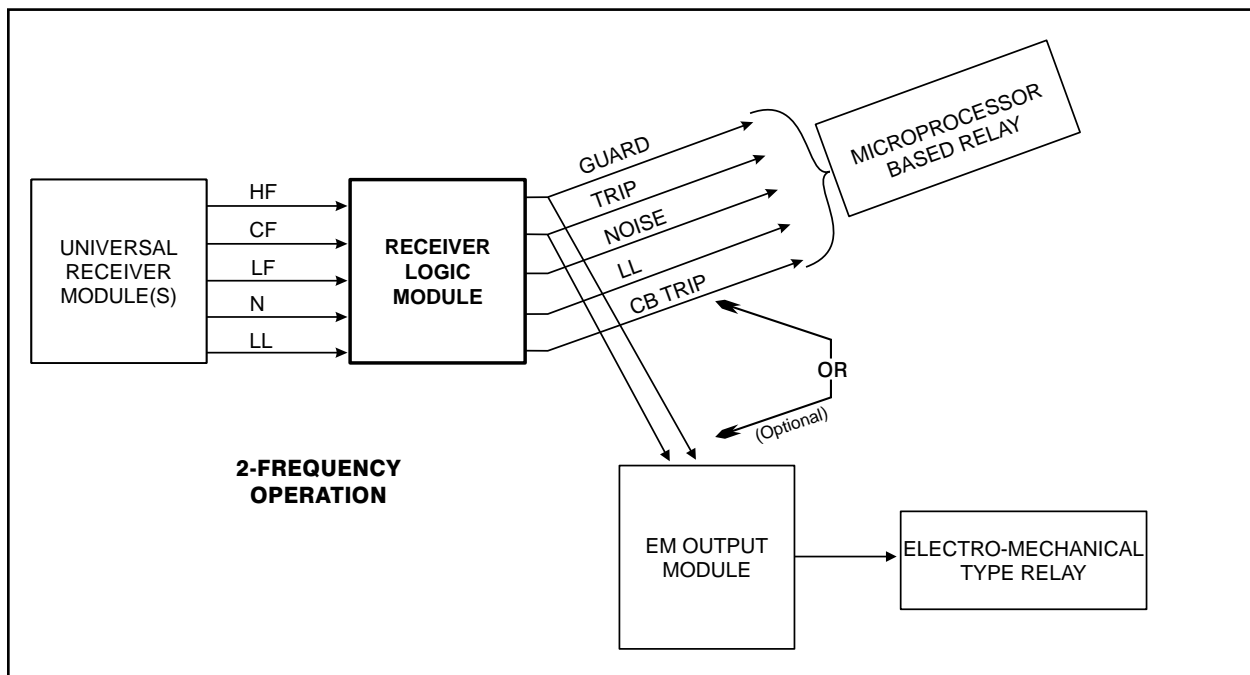 UNIVERSAL
RECEIVER
MODULE(S)
HF
CF
LF
N
LL
RECEIVER
LOGIC
MODULE
GUARD
TRIP
NOISE
LL
CB TRIP
MICROPROCESSOR
BASED RELAY
OR
(Optional)
2-FREQUENCY
OPERATION
EM OUTPUT
MODULE
ELECTRO-MECHANICAL
TYPE RELAY